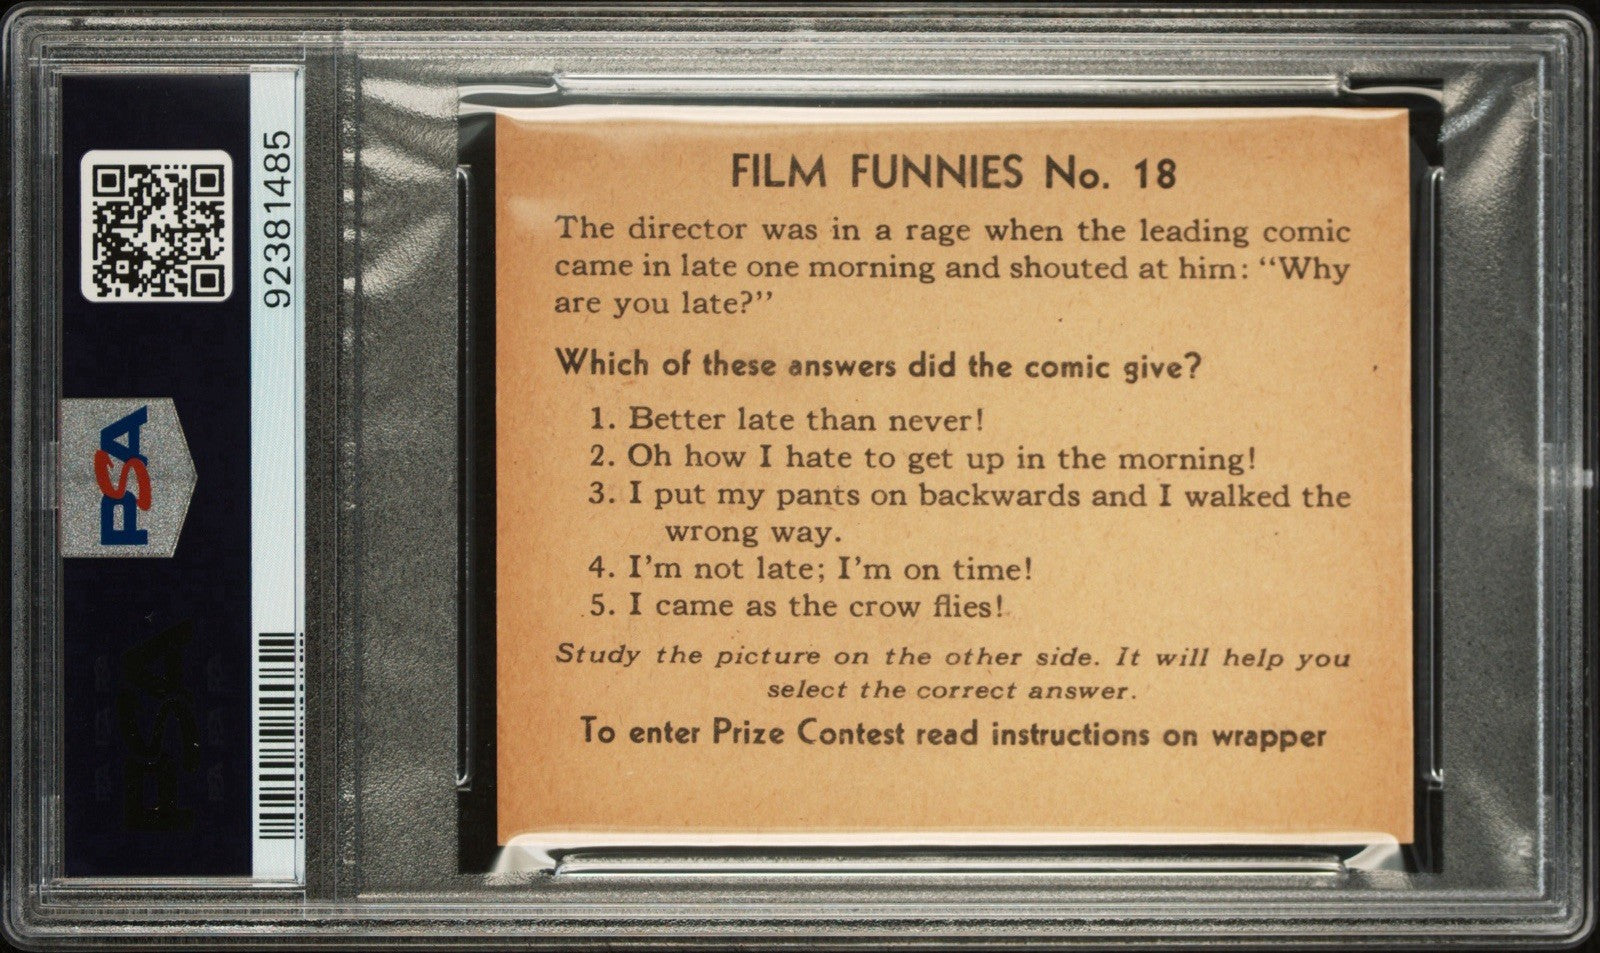 FILM FUNNIES No. 18
The director was in a rage when the leading comic
came in late one morning and shouted at him: “Why
are you late?”
Which of these answers did the comic give?
1. Better late than never!
2. Oh how I hate to get up in the morning!
3. I put my pants on backwards and I walked the
wrong way.
4. I'm not late; I'm on time!
5. I came as the crow flies!
Study the picture on the other side. It will help you
select the correct answer.
To enter Prize Contest read instructions on wrapper
92381485
PSA
PSA